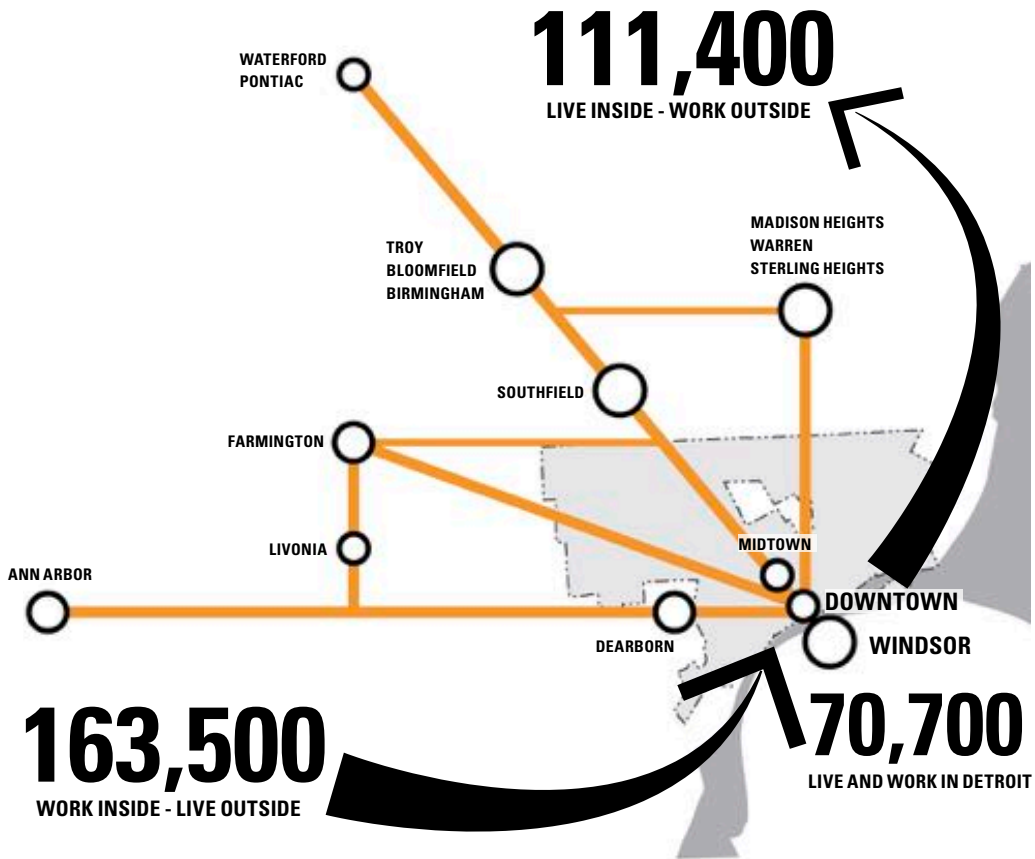 111,400
LIVE INSIDE - WORK OUTSIDE
WATERFORD
PONTIAC
MADISON HEIGHTS
WARREN
STERLING HEIGHTS
TROY
BLOOMFIELD
BIRMINGHAM
SOUTHFIELD
FARMINGTON
LIVONIA
MIDTOWN
ANN ARBOR
DOWNTOWN
DEARBORN
WINDSOR
163,500
WORK INSIDE - LIVE OUTSIDE
70,700
LIVE AND WORK IN DETROIT